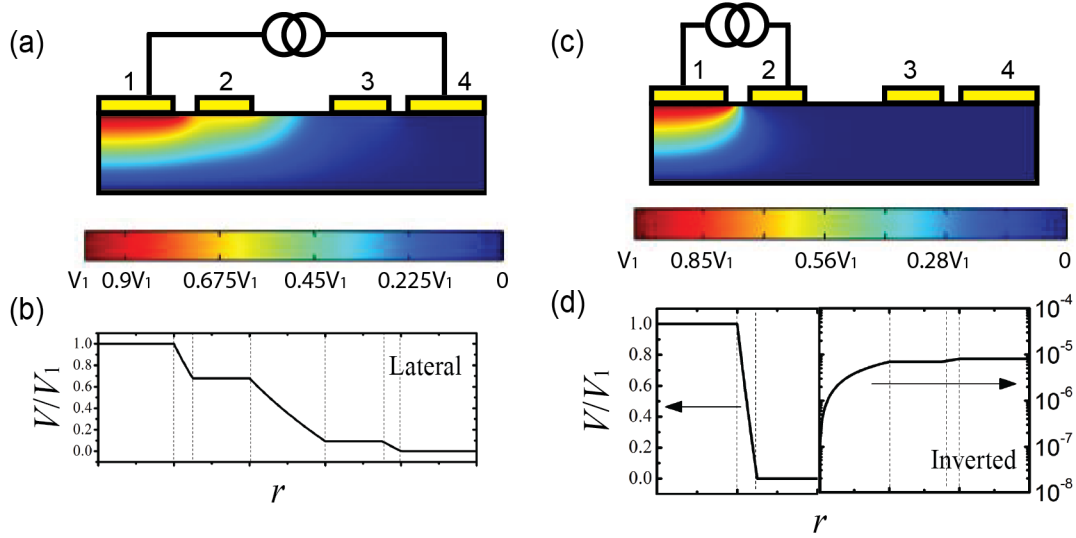 (a)
1 2 3 4
V₁ 0.9V₁ 0.675V₁ 0.45V₁ 0.225V₁ 0
(b)
1.0
0.8
0.6
0.4
0.2
0.0
V/V₁
Lateral
r
(c)
1 2 3 4
V₁ 0.85V₁ 0.56V₁ 0.28V₁ 0
(d)
1.0
0.8
0.6
0.4
0.2
0.0
V/V₁
10⁻⁴
10⁻⁵
10⁻⁶
10⁻⁷
10⁻⁸
Inverted
r